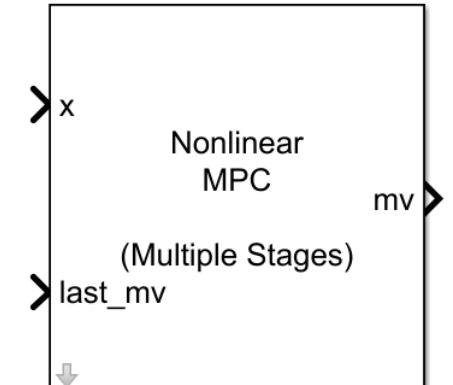 x
Nonlinear
MPC
mv
(Multiple Stages)
last_mv